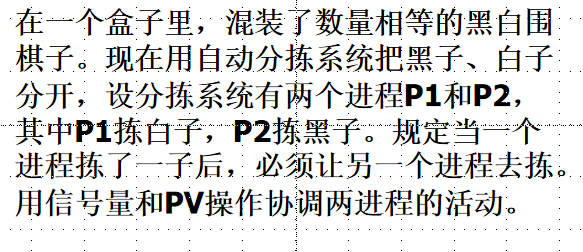 在一个盒子里，混装了数量相等的黑白围
棋子。现在用自动分拣系统把黑子、白子
分开，设分拣系统有两个进程P1和P2，
其中P1拣白子，P2拣黑子。规定当一个
进程拣了一子后，必须让另一个进程去拣。
用信号量和PV操作协调两进程的活动。